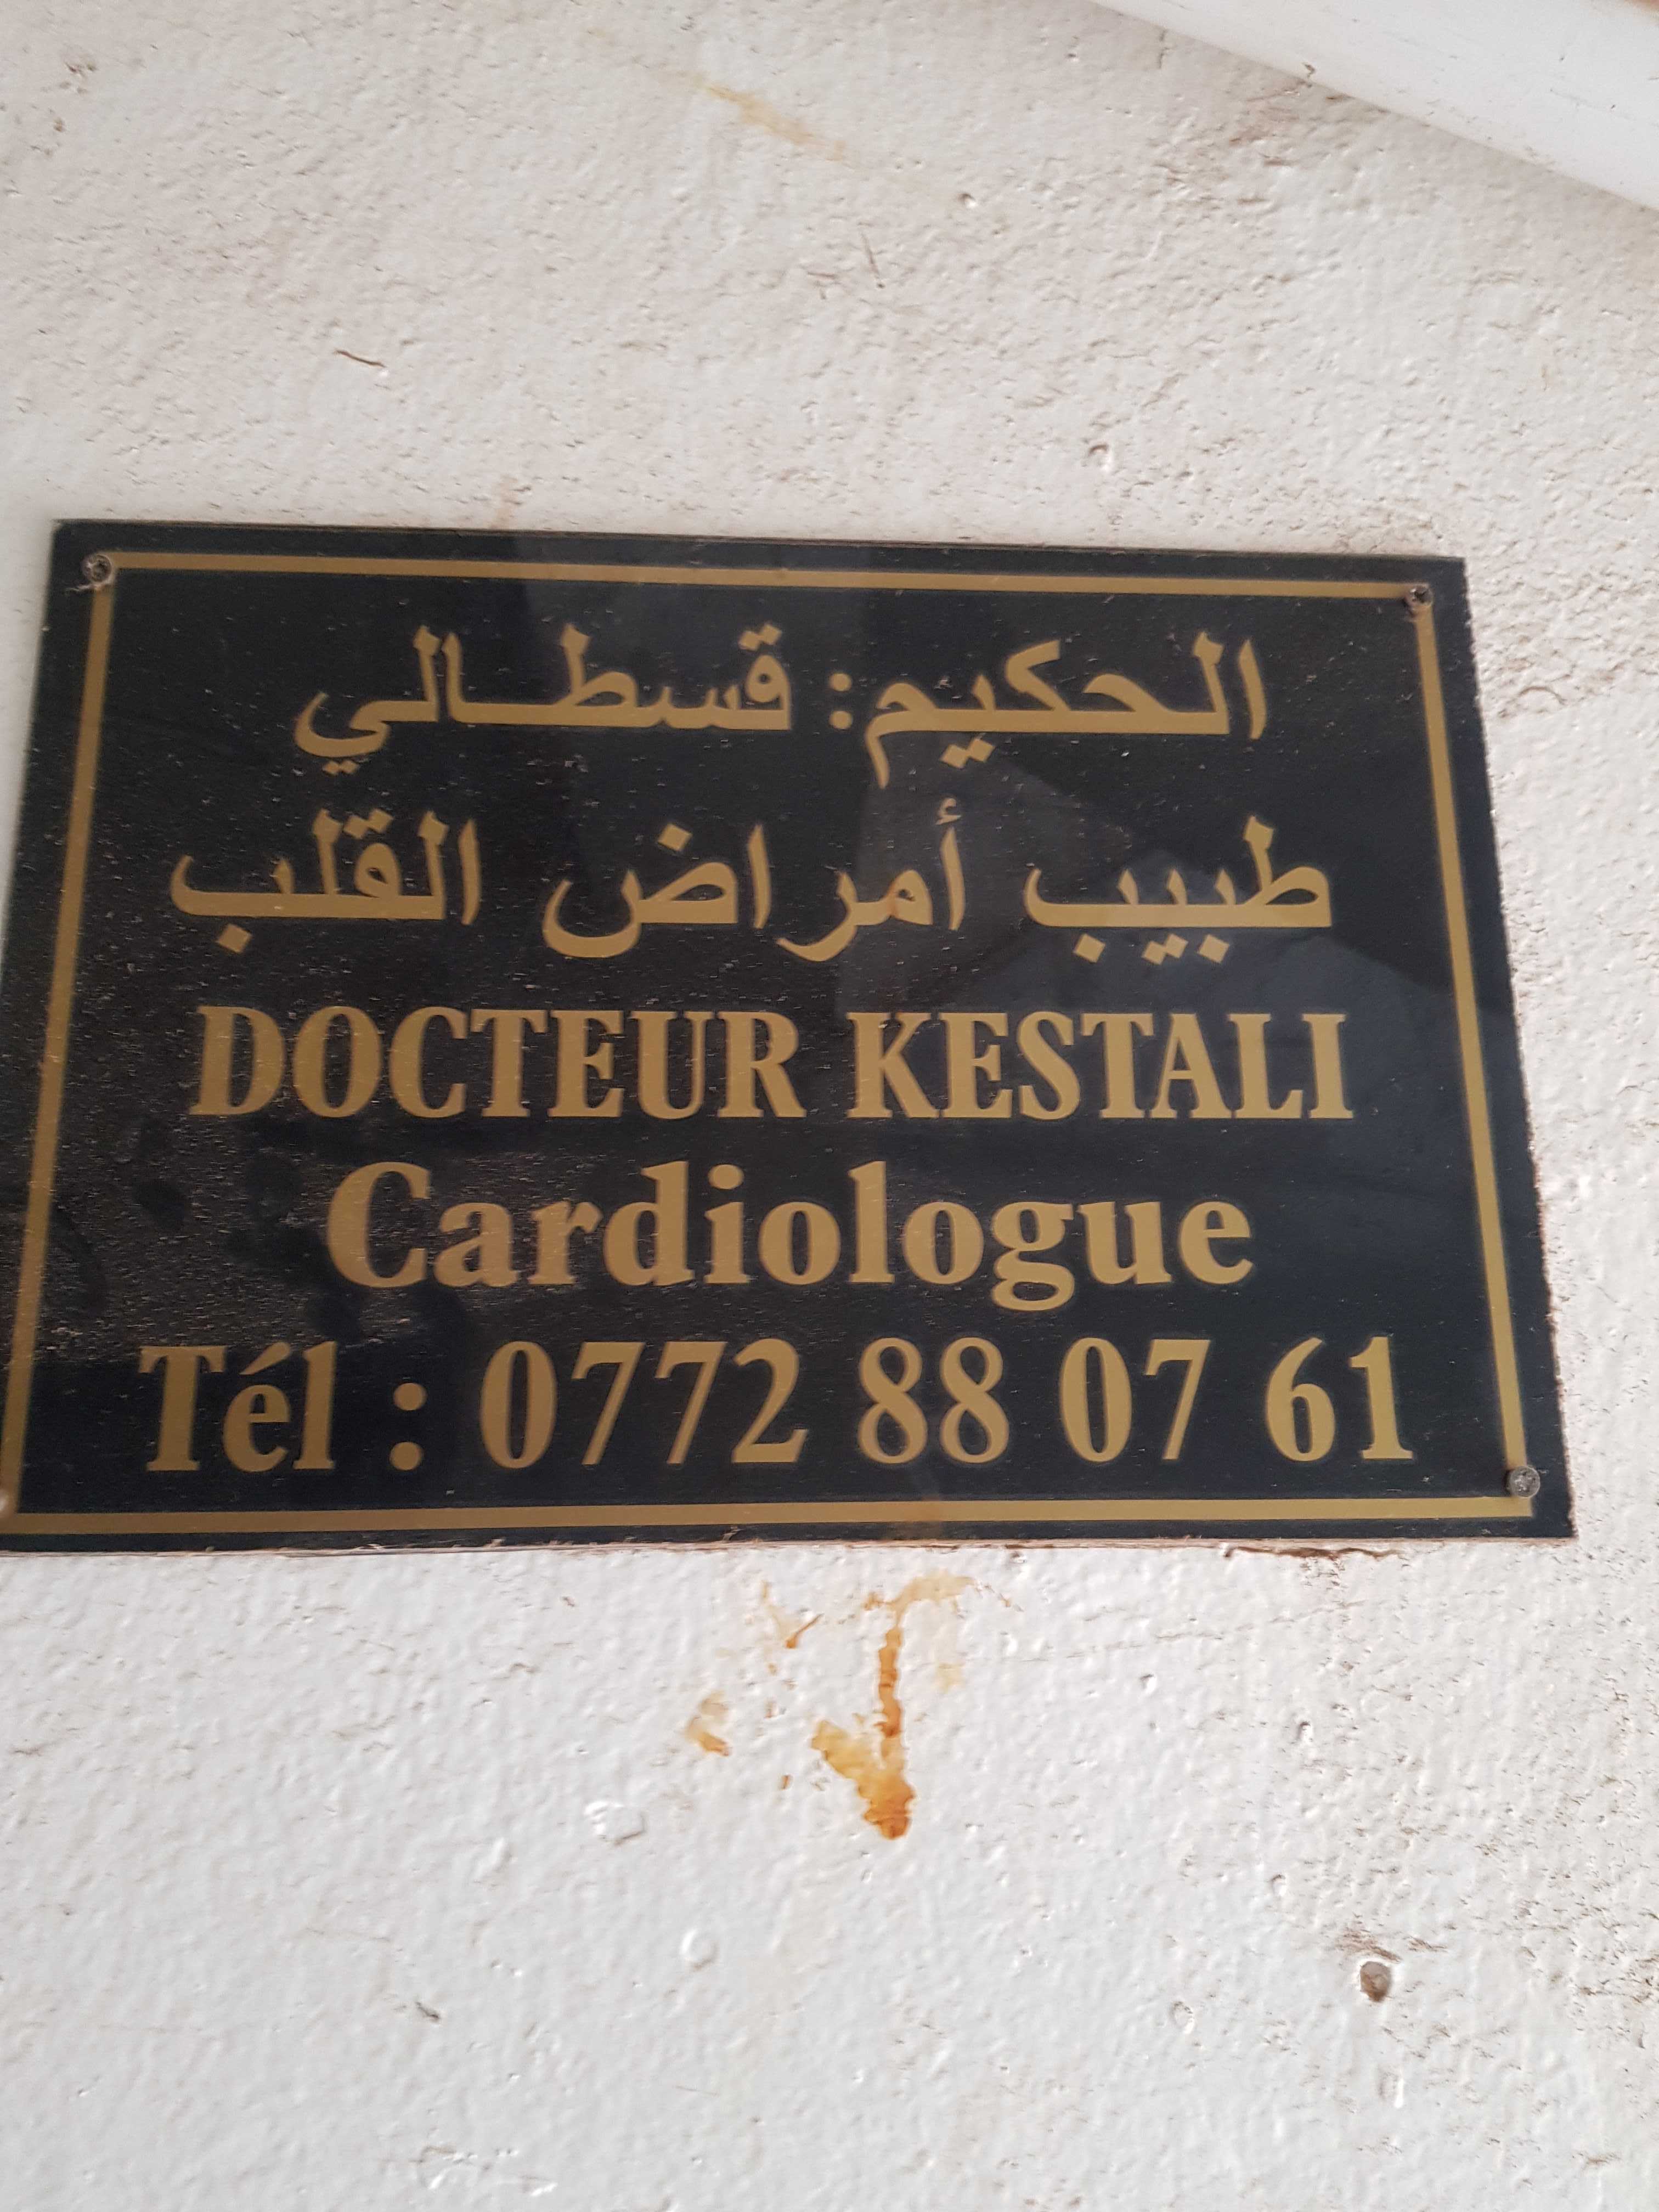 الحكيم: قسطالي
طبيب أمراض القلب
DOCTEUR KESTALI
Cardiologue
Tél : 0772 88 07 61